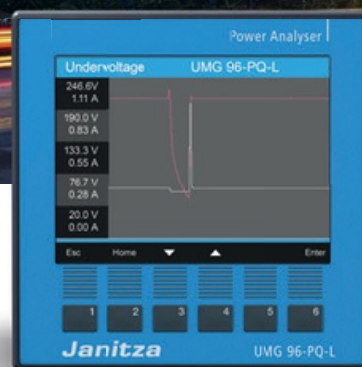 Power Analyser
Undervoltage UMG 96-PQ-L
246.6V
1.11 A
190.0 V
0.83 A
133.3 V
0.55 A
76.7 V
0.28 A
20.0 V
0.00 A
Esc Home Enter
1 2 3 4 5 6
Janitza UMG 96-PQ-L